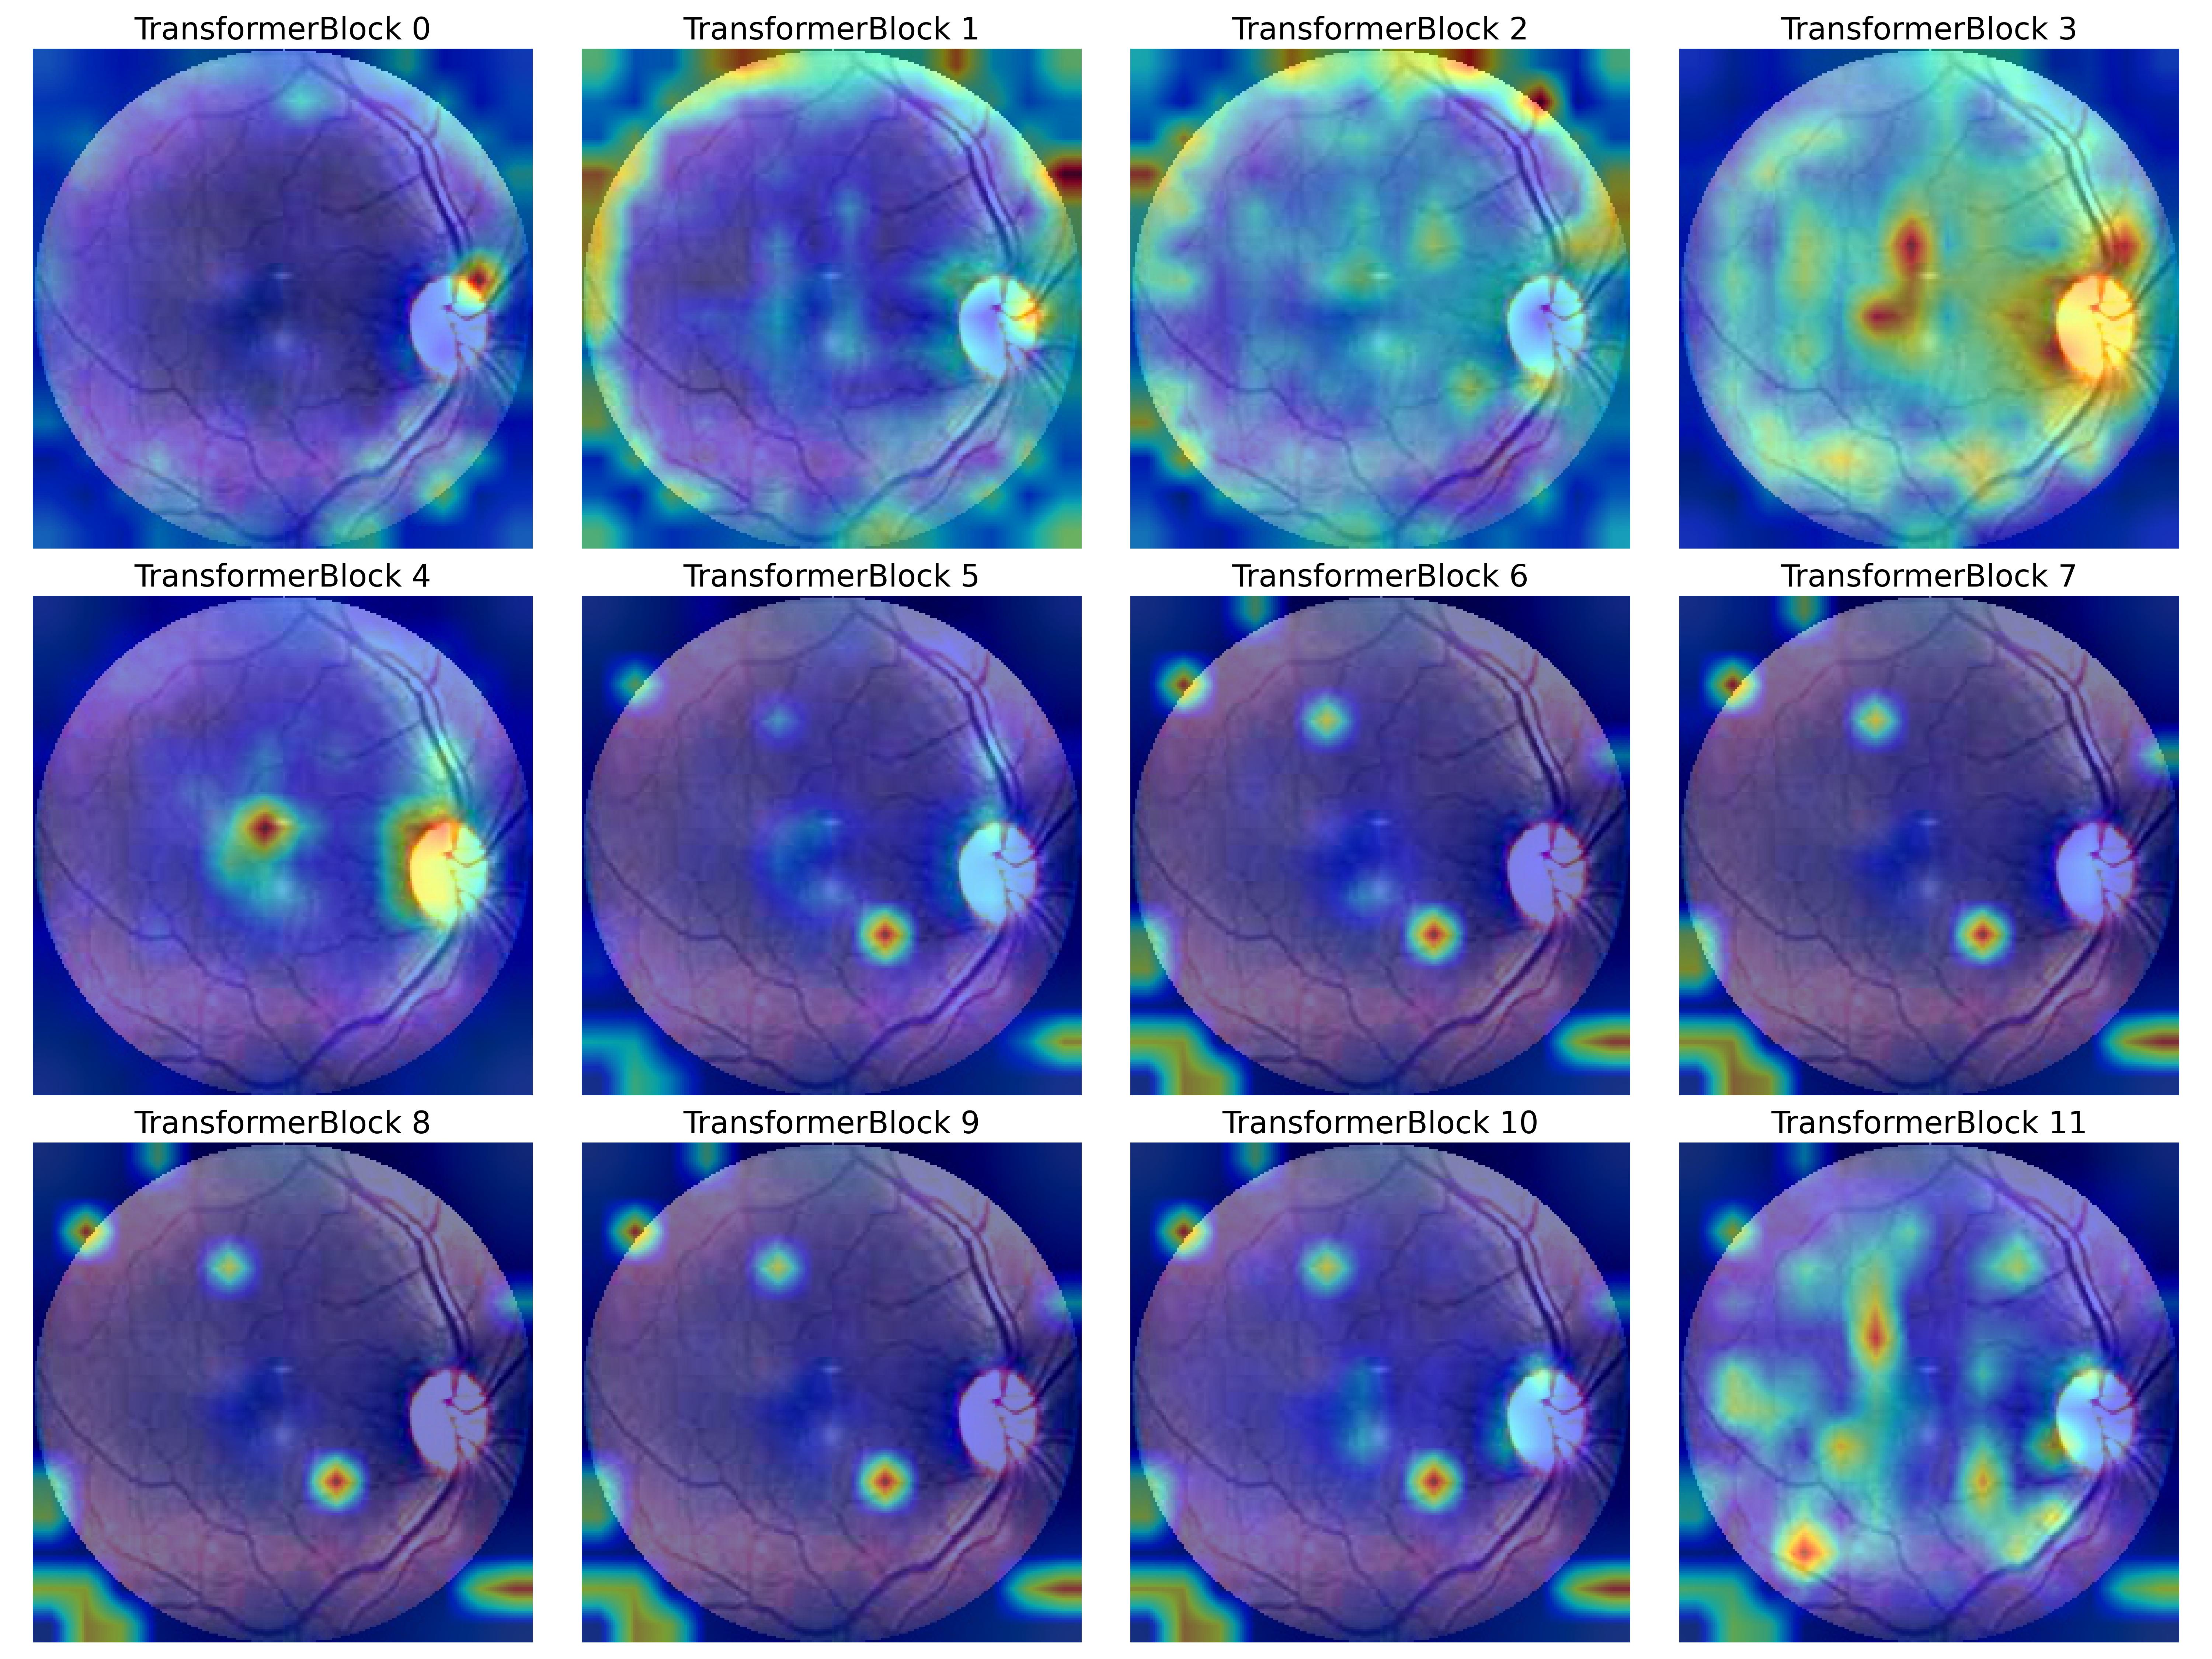 TransformerBlock 0
TransformerBlock 1
TransformerBlock 2
TransformerBlock 3
TransformerBlock 4
TransformerBlock 5
TransformerBlock 6
TransformerBlock 7
TransformerBlock 8
TransformerBlock 9
TransformerBlock 10
TransformerBlock 11